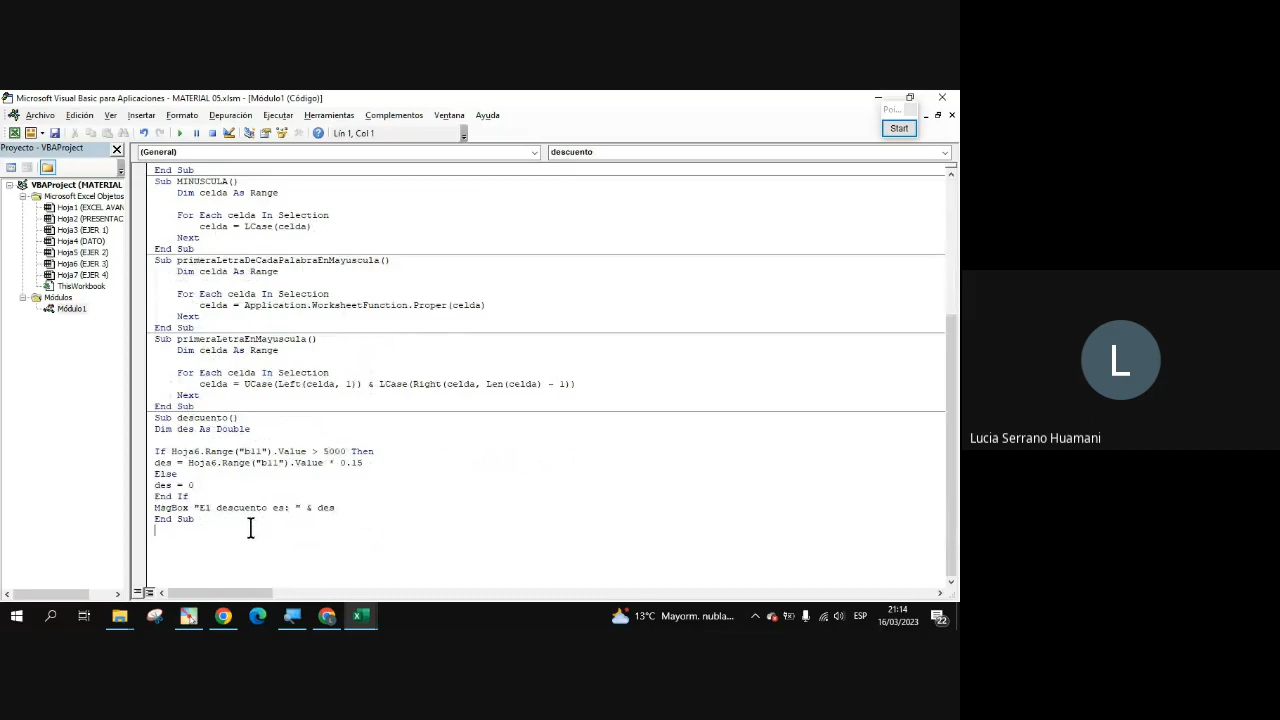 Microsoft Visual Basic para Aplicaciones - MATERIAL 05.xlsm - [Módulo1 (Código)]
Poi...
Archivo Edición Ver Insertar Formato Depuración Ejecutar Herramientas Complementos Ventana Ayuda
Start
Lín 1, Col 1
Proyecto - VBAProject
(General)
descuento
VBAProject (MATERIAL
Microsoft Excel Objetos
Hoja1 (EXCEL AVAN
Hoja2 (PRESENTAC
Hoja3 (EJER 1)
Hoja4 (DATO)
Hoja5 (EJER 2)
Hoja6 (EJER 3)
Hoja7 (EJER 4)
ThisWorkbook
Módulos
Módulo1
End Sub
Sub MINUSCULA()
Dim celda As Range
For Each celda In Selection
celda = LCase(celda)
Next
End Sub
Sub primeraLetraDeCadaPalabraEnMayuscula()
Dim celda As Range
For Each celda In Selection
celda = Application.WorksheetFunction.Proper(celda)
Next
End Sub
Sub primeraLetraEnMayuscula()
Dim celda As Range
For Each celda In Selection
celda = UCase(Left(celda, 1)) & LCase(Right(celda, Len(celda) - 1))
Next
End Sub
Sub descuento()
Dim des As Double
If Hoja6.Range("b11").Value > 5000 Then
des = Hoja6.Range("b11").Value * 0.15
Else
des = 0
End If
MsgBox "El descuento es: " & des
End Sub
13°C Mayorm. nubla...
ESP
21:14
16/03/2023
22
L
Lucia Serrano Huamani